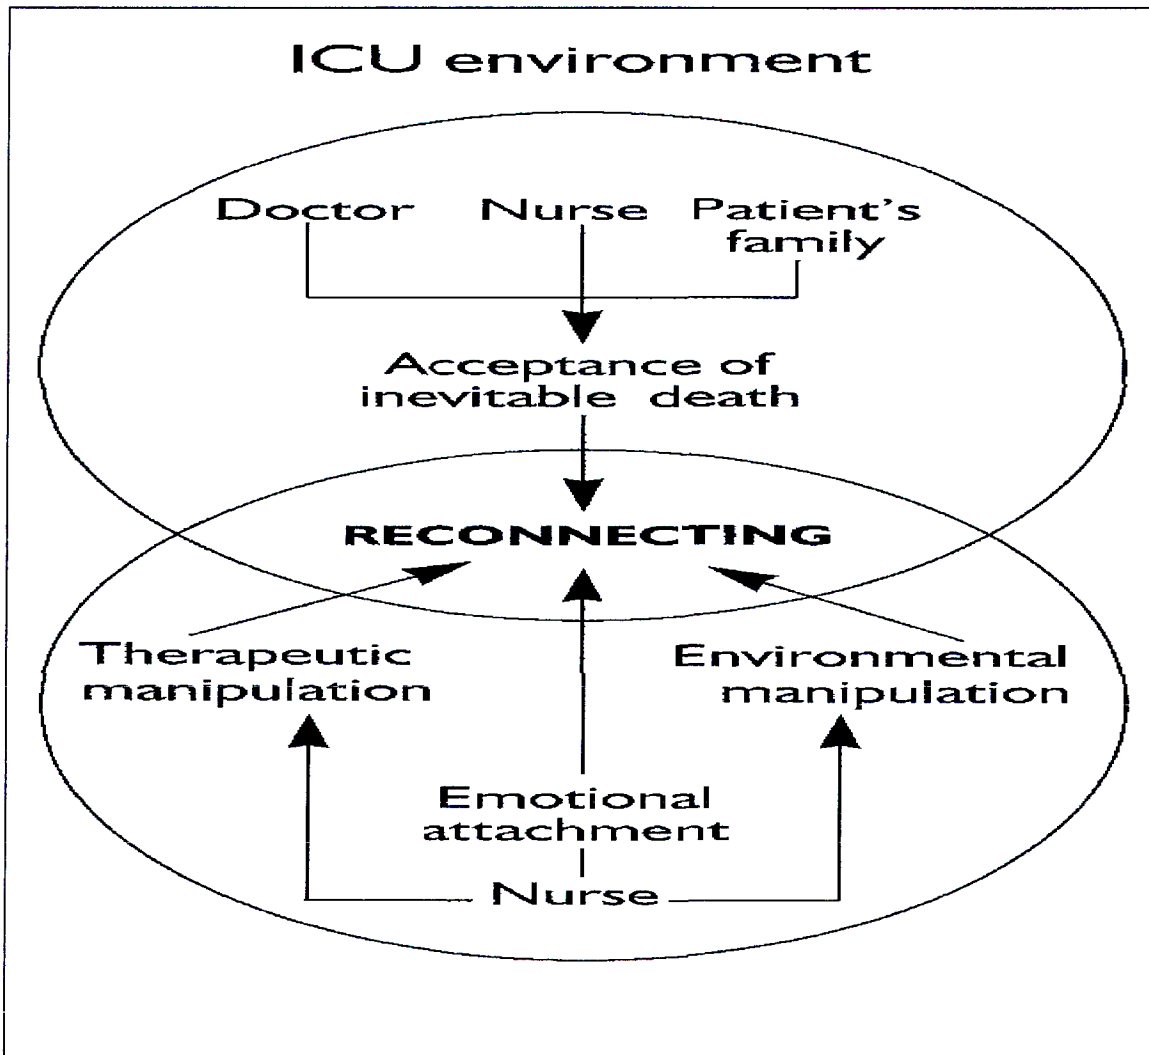 ICU environment
Doctor Nurse Patient's
family
Acceptance of
inevitable death
RECONNECTING
Therapeutic
manipulation
Environmental
manipulation
Emotional
attachment
Nurse